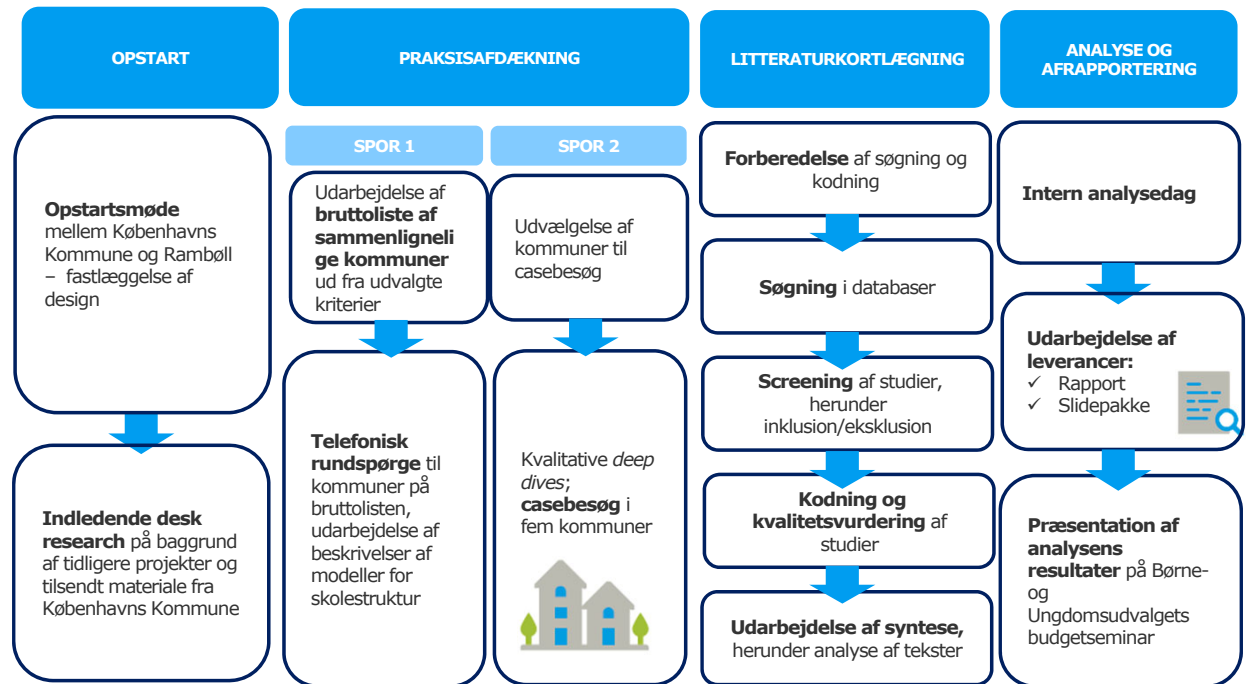 OPSTART
Opstartsmøde
mellem Københavns
Kommune og Rambøll
– fastlæggelse af
design
Indledende desk
research på baggrund
af tidligere projekter og
tilsendt materiale fra
Københavns Kommune
PRAKSISAFDÆKNING
SPOR 1
Udarbejdelse af
bruttoliste af
sammenligneli
ge kommuner
ud fra udvalgte
kriterier
Telefonisk
rundspørge til
kommuner på
bruttolisten,
udarbejdelse af
beskrivelser af
modeller for
skolestruktur
SPOR 2
Udvælgelse af
kommuner til
casebesøg
Kvalitative deep
dives;
casebesøg i
fem kommuner
LITTERATURKORTLÆGNING
Forberedelse af søgning og
kodning
Søgning i databaser
Screening af studier,
herunder
inklusion/eksklusion
Kodning og
kvalitetsvurdering af
studier
Udarbejdelse af syntese,
herunder analyse af tekster
ANALYSE OG
AFRAPPORTERING
Intern analysedag
Udarbejdelse af
leverancer:
✓ Rapport
✓ Slidepakke
Præsentation af
analysens
resultater på Børne-
og
Ungdomsudvalgets
budgetseminar